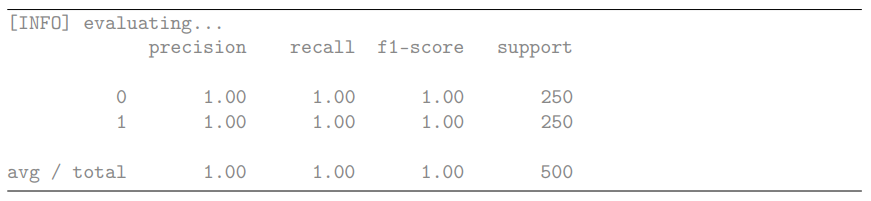 [INFO] evaluating...
precision recall f1-score support
0 1.00 1.00 1.00 250
1 1.00 1.00 1.00 250
avg / total 1.00 1.00 1.00 500